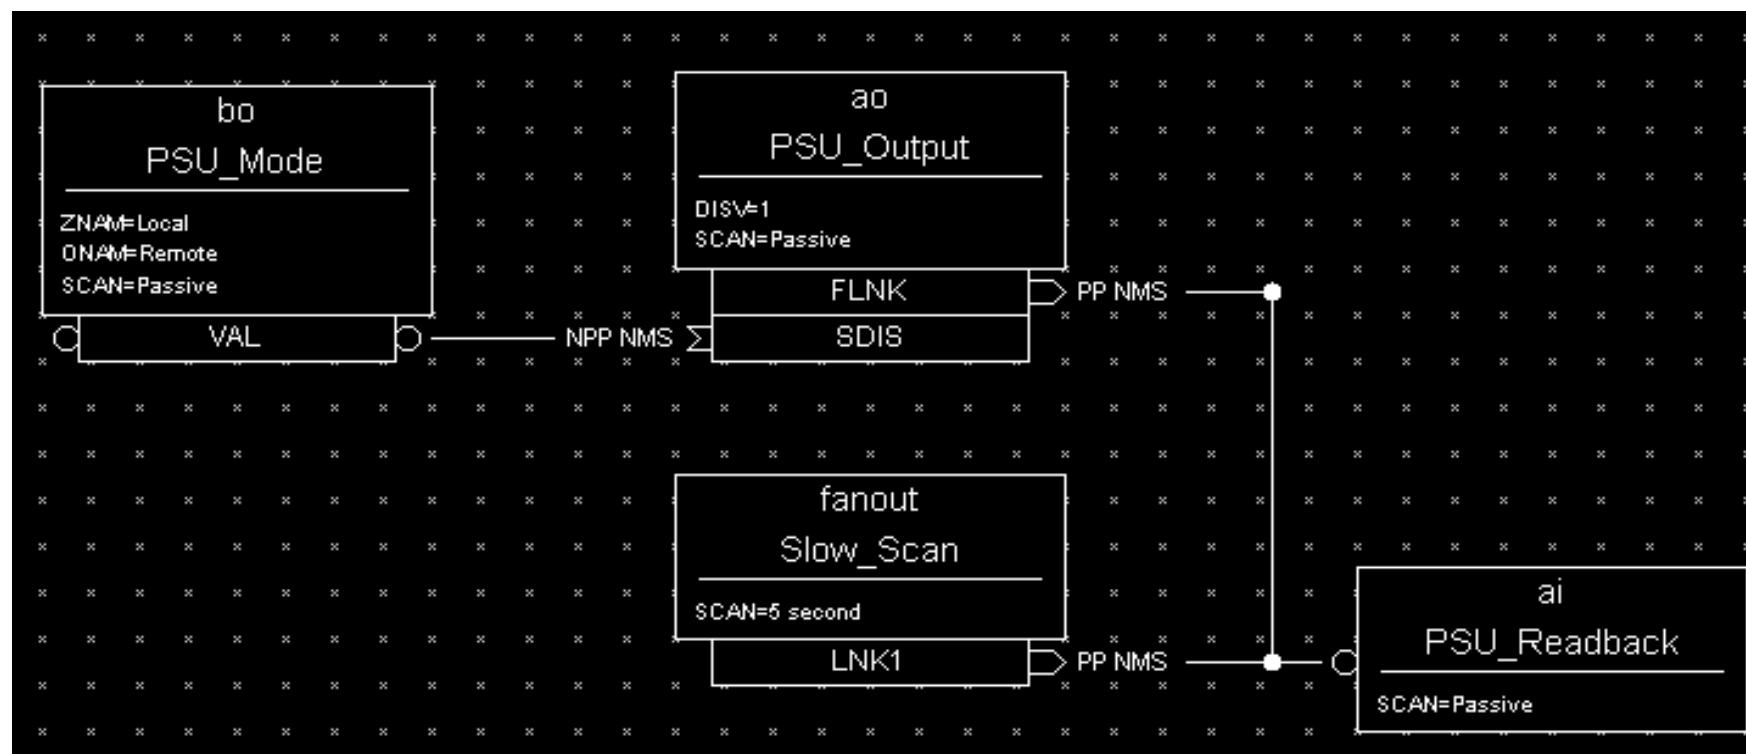 bo
PSU_Mode
ZNAM=Local
ONAM=Remote
SCAN=Passive
VAL
NPP NMS
ao
PSU_Output
DISV=1
SCAN=Passive
FLNK
PP NMS
SDIS
fanout
Slow_Scan
SCAN=5 second
LNK1
PP NMS
ai
PSU_Readback
SCAN=Passive